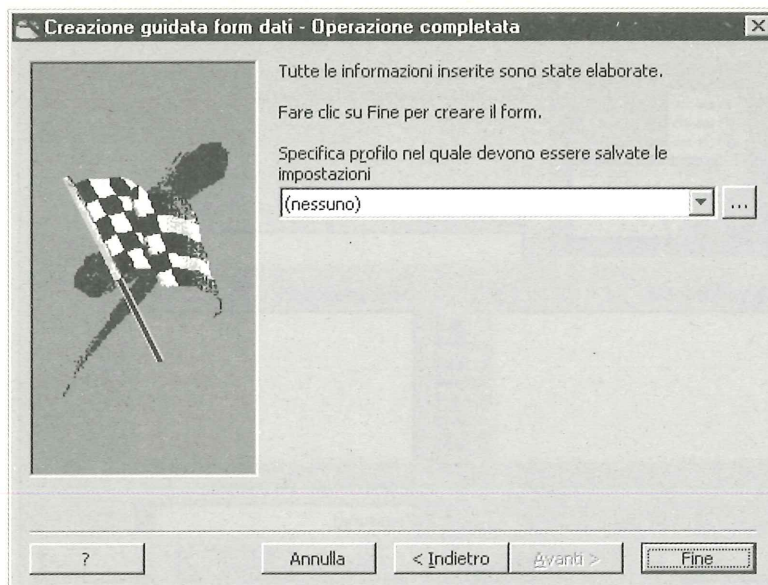 Creazione guidata form dati - Operazione completata
Tutte le informazioni inserite sono state elaborate.
Fare clic su Fine per creare il form.
Specifica profilo nel quale devono essere salvate le
impostazioni
(nessuno)
...
?
Annulla
< Indietro
Avanti >
Fine